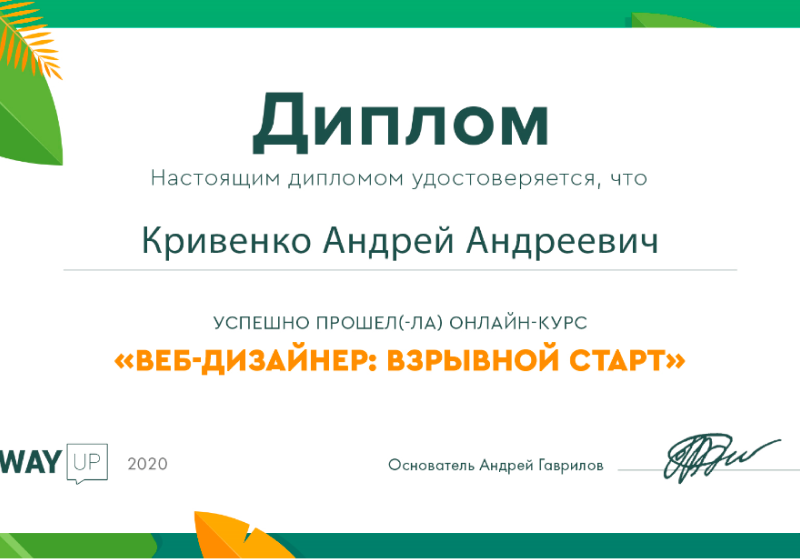 Диплом
Настоящим дипломом удостоверяется, что
Кривенко Андрей Андреевич
УСПЕШНО ПРОШЕЛ(-ЛА) ОНЛАЙН-КУРС
«ВЕБ-ДИЗАЙНЕР: ВЗРЫВНОЙ СТАРТ»
WAY UP 2020
Основатель Андрей Гаврилов